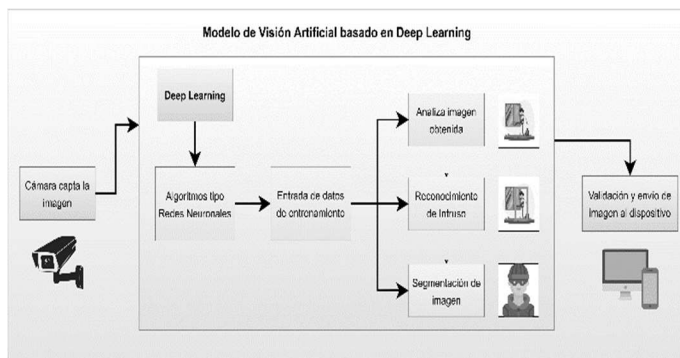 Modelo de Visión Artificial basado en Deep Learning
Cámara capta la
imagen
Deep Learning
Algoritmos tipo
Redes Neuronales
Entrada de datos
de entrenamiento
Analiza imagen
obtenida
Reconocimiento
de Intruso
Segmentación de
imagen
Validación y envío de
Imagen al dispositivo